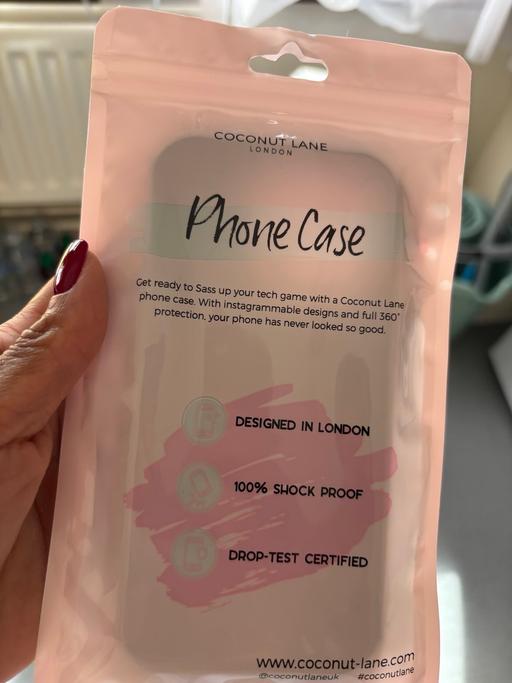 COCONUT LANE
LONDON
Phone Case
Get ready to Sass up your tech game with a Coconut Lane
phone case. With instagrammable designs and full 360°
protection, your phone has never looked so good.
DESIGNED IN LONDON
100% SHOCK PROOF
DROP-TEST CERTIFIED
www.coconut-lane.com
@coconutlaneuk #coconutlane